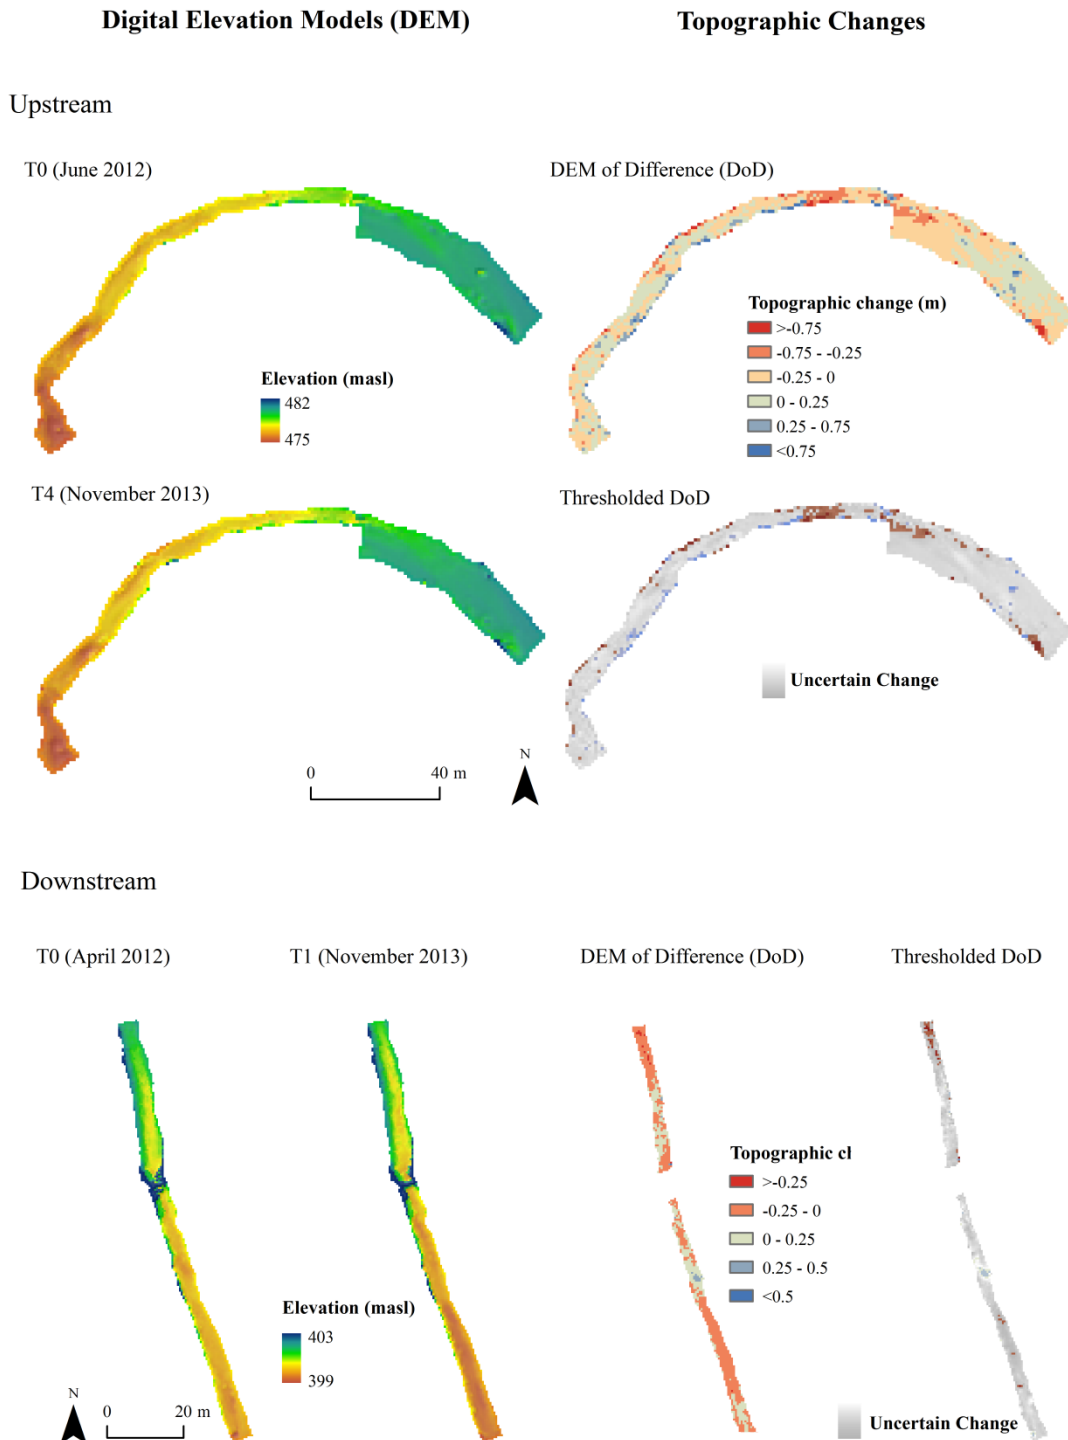 Digital Elevation Models (DEM)
Topographic Changes
Upstream
T0 (June 2012)
DEM of Difference (DoD)
Elevation (masl)
482
475
Topographic change (m)
>-0.75
-0.75 - -0.25
-0.25 - 0
0 - 0.25
0.25 - 0.75
<0.75
T4 (November 2013)
Thresholded DoD
Uncertain Change
0 40 m
N
Downstream
T0 (April 2012)
T1 (November 2013)
DEM of Difference (DoD)
Thresholded DoD
Topographic cl
>-0.25
-0.25 - 0
0 - 0.25
0.25 - 0.5
<0.5
Elevation (masl)
403
399
N
0 20 m
Uncertain Change